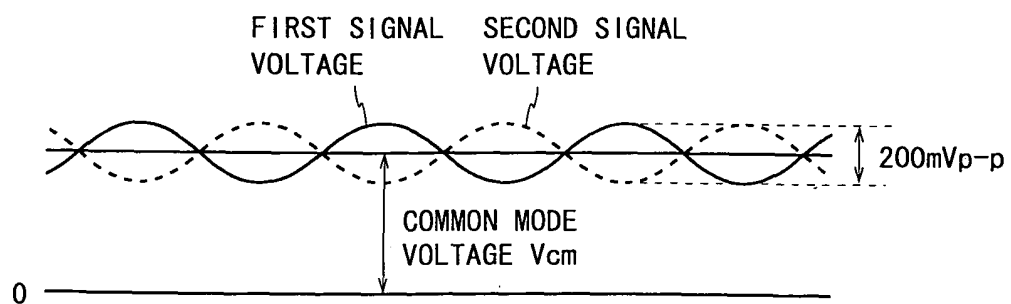 FIRST SIGNAL
VOLTAGE
SECOND SIGNAL
VOLTAGE
200mVp-p
COMMON MODE
VOLTAGE Vcm
0